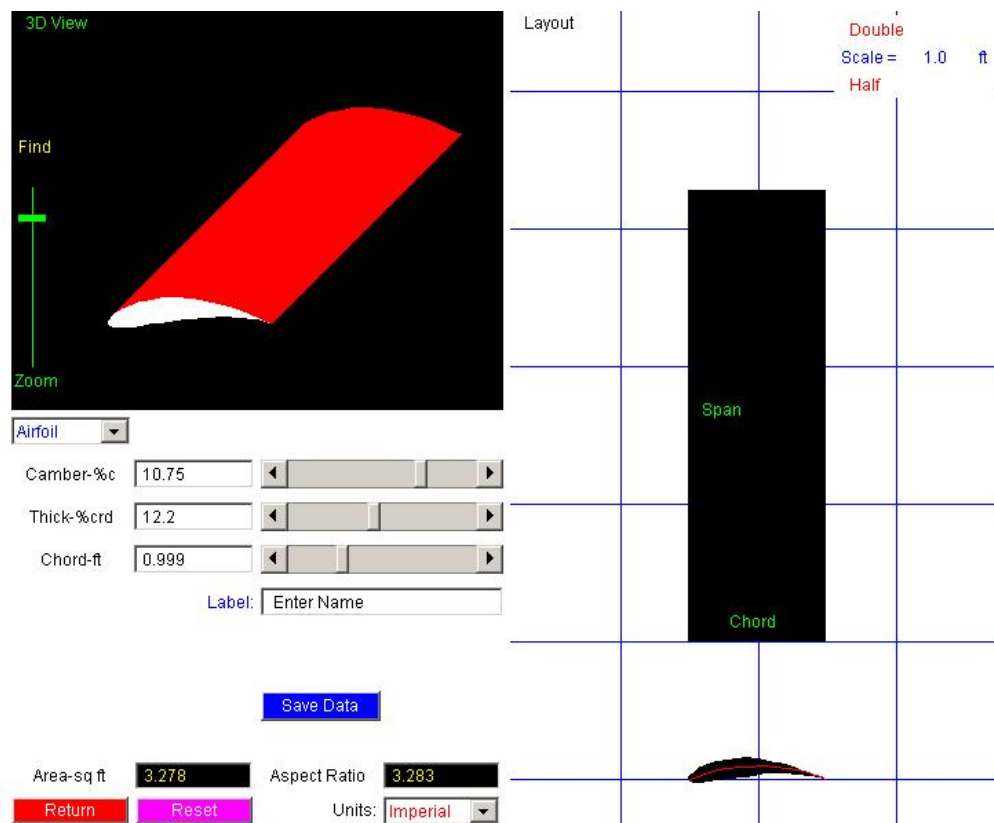 3D View
Find
Zoom
Airfoil
Camber-%c 10.75
Thick-%crd 12.2
Chord-ft 0.999
Label: Enter Name
Save Data
Area-sq ft 3.278 Aspect Ratio 3.283
Return Reset Units: Imperial
Layout
Double
Scale = 1.0 ft
Half
Span
Chord